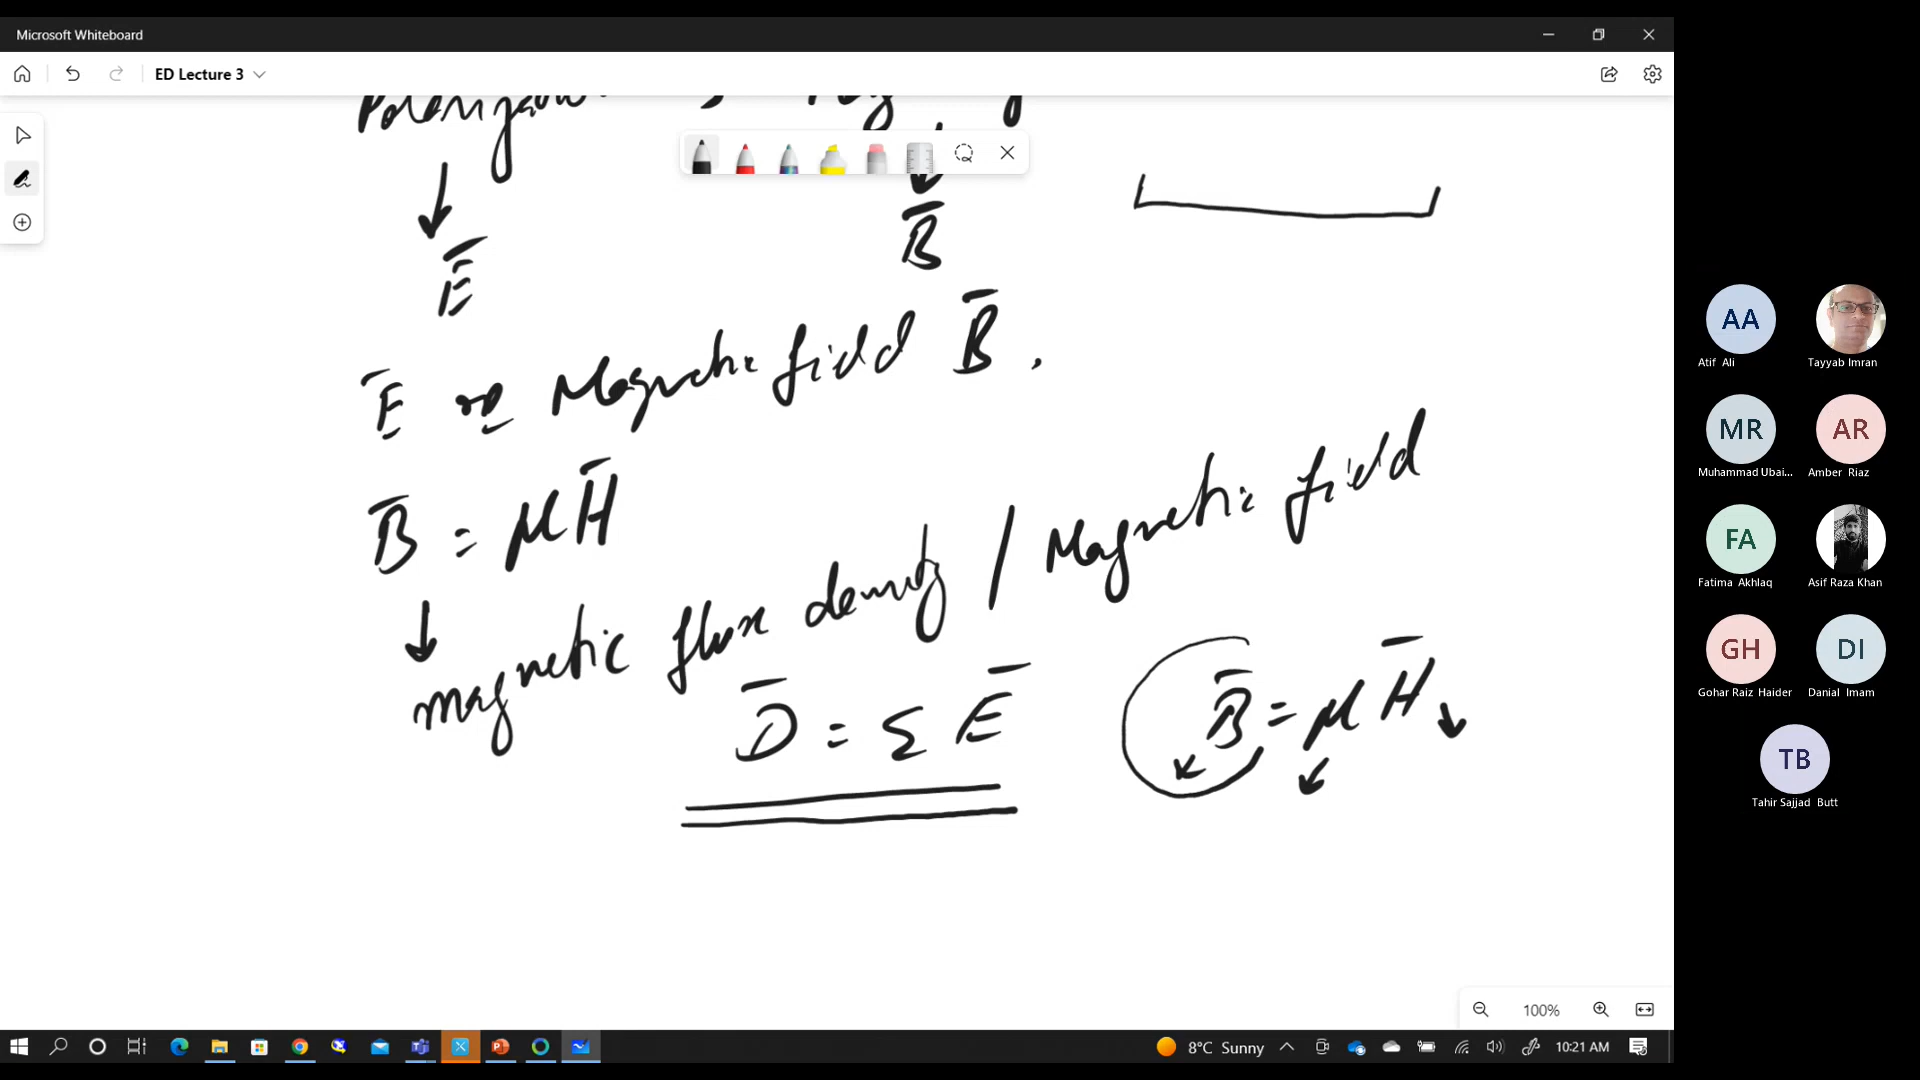 Microsoft Whiteboard
ED Lecture 3
Polarization
B̄
Ē
Ē Magnetic field B̄.
B̄ = μH̄
magnetic flux density / Magnetic field
D̄ = Σ Ē
B̄ = μ H̄
AA
Atif Ali
Tayyab Imran
MR
Muhammad Ubai...
AR
Amber Riaz
FA
Fatima Akhlaq
Asif Raza Khan
GH
Gohar Raiz Haider
DI
Danial Imam
TB
Tahir Sajjad Butt
100%
8°C Sunny
10:21 AM